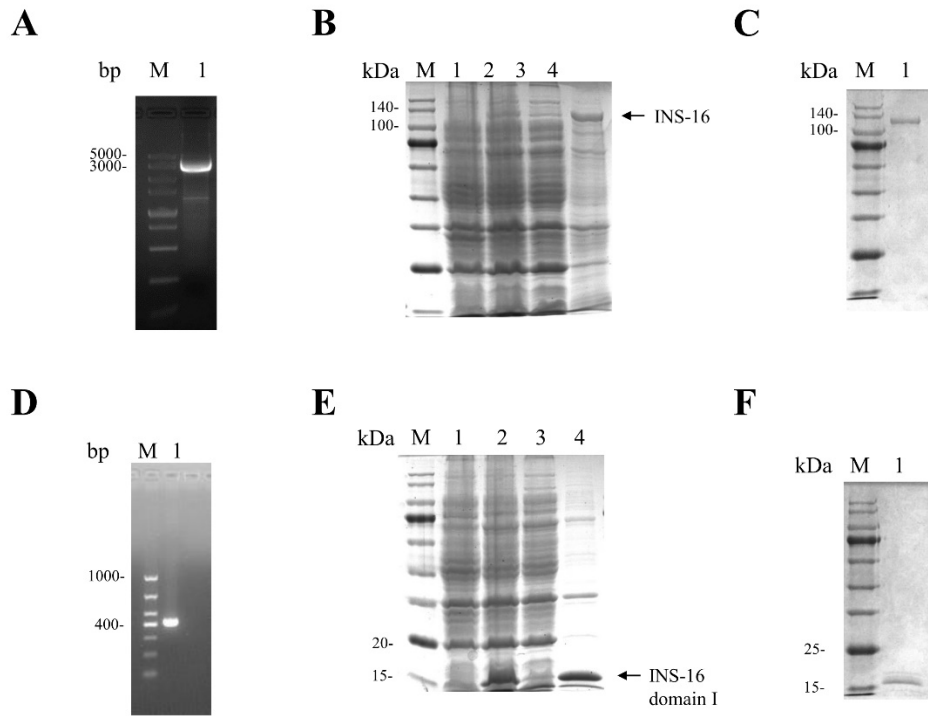 A
bp M 1
5000-
3000-
B
kDa M 1 2 3 4
140-
100-
INS-16
C
kDa M 1
140-
100-
D
bp M 1
1000-
400-
E
kDa M 1 2 3 4
20-
15-
INS-16
domain I
F
kDa M 1
25-
15-